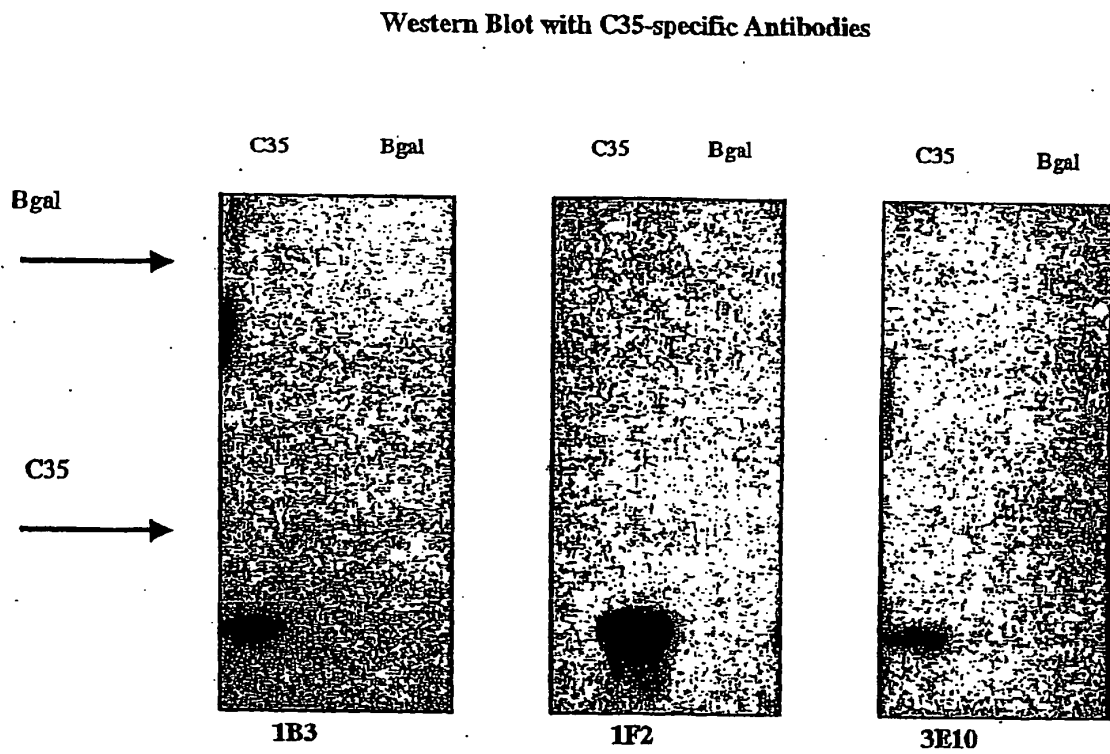 Western Blot with C35-specific Antibodies
C35 Bgal C35 Bgal C35 Bgal
Bgal
C35
1B3 1F2 3E10